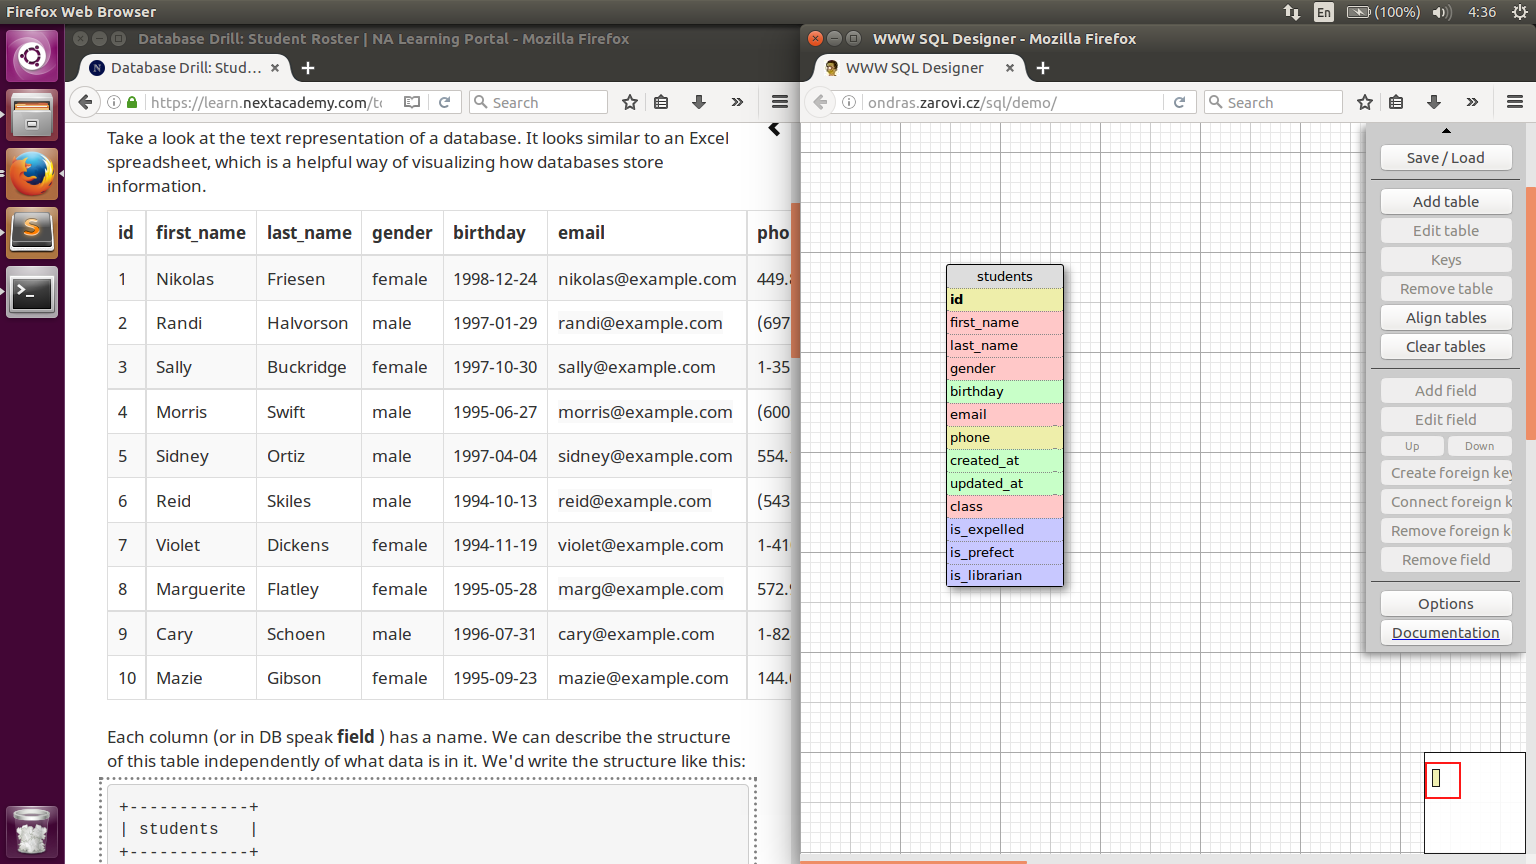 Firefox Web Browser
En (100%) 4:36
Database Drill: Student Roster | NA Learning Portal - Mozilla Firefox
Database Drill: Stud...
https://learn.nextacademy.com/
Search
Take a look at the text representation of a database. It looks similar to an Excel
spreadsheet, which is a helpful way of visualizing how databases store
information.
id first_name last_name gender birthday email pho
1 Nikolas Friesen female 1998-12-24 nikolas@example.com 449.
2 Randi Halvorson male 1997-01-29 randi@example.com (697
3 Sally Buckridge female 1997-10-30 sally@example.com 1-35
4 Morris Swift male 1995-06-27 morris@example.com (600
5 Sidney Ortiz male 1997-04-04 sidney@example.com 554.
6 Reid Skiles male 1994-10-13 reid@example.com (543
7 Violet Dickens female 1994-11-19 violet@example.com 1-41
8 Marguerite Flatley female 1995-05-28 marg@example.com 572.
9 Cary Schoen male 1996-07-31 cary@example.com 1-82
10 Mazie Gibson female 1995-09-23 mazie@example.com 144.
Each column (or in DB speak field ) has a name. We can describe the structure
of this table independently of what data is in it. We'd write the structure like this:
+------------+
| students   |
+------------+
WWW SQL Designer - Mozilla Firefox
WWW SQL Designer
ondras.zarovi.cz/sql/demo/
Search
students
id
first_name
last_name
gender
birthday
email
phone
created_at
updated_at
class
is_expelled
is_prefect
is_librarian
Save / Load
Add table
Edit table
Keys
Remove table
Align tables
Clear tables
Add field
Edit field
Up Down
Create foreign key
Connect foreign k
Remove foreign k
Remove field
Options
Documentation